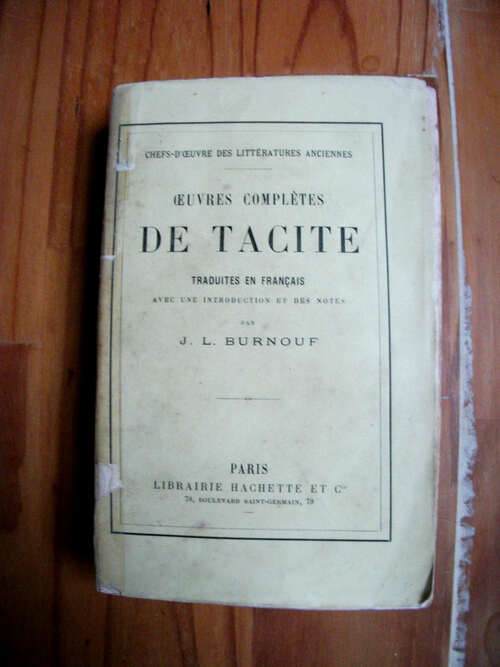 CHEFS-D'ŒUVRE DES LITTÉRATURES ANCIENNES
ŒUVRES COMPLÈTES
DE TACITE
TRADUITES EN FRANÇAIS
AVEC UNE INTRODUCTION ET DES NOTES
PAR
J. L. BURNOUF
PARIS
LIBRAIRIE HACHETTE ET Cie
79, BOULEVARD SAINT-GERMAIN, 79